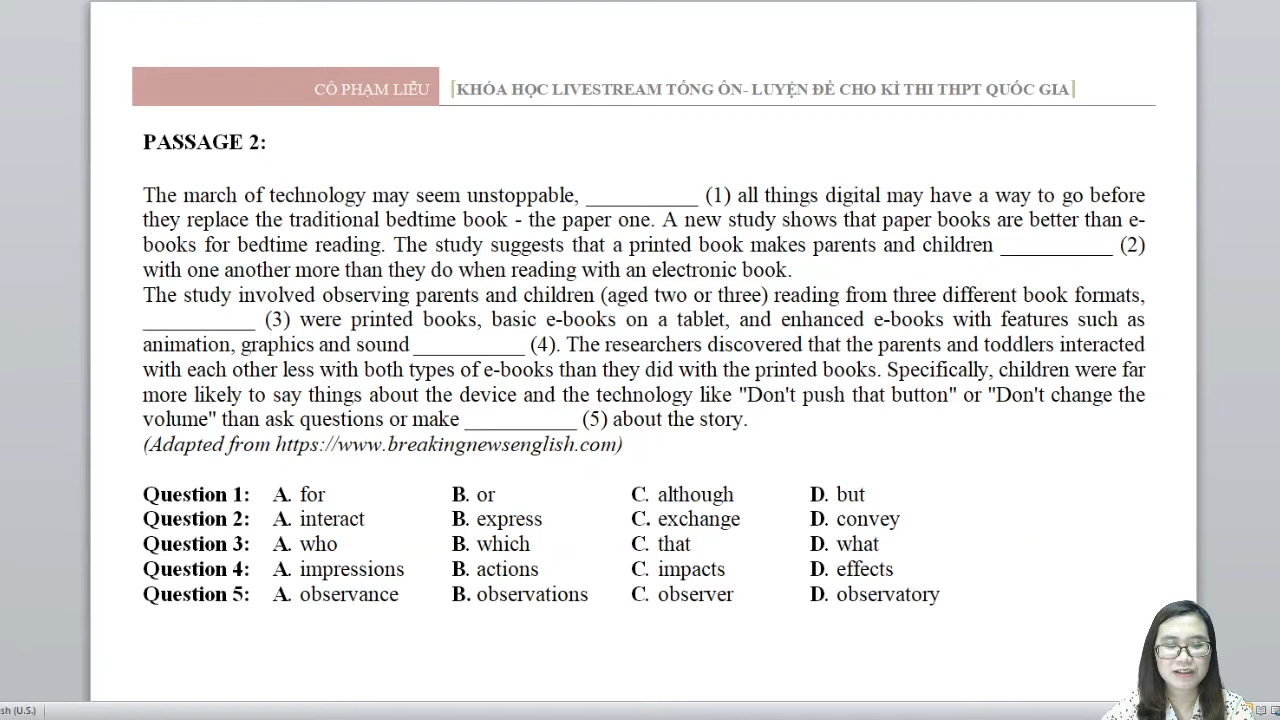 CÔ PHẠM LIỄU [KHÓA HỌC LIVESTREAM TỔNG ÔN- LUYỆN ĐỀ CHO KÌ THI THPT QUỐC GIA]
PASSAGE 2:
The march of technology may seem unstoppable, __________ (1) all things digital may have a way to go before
they replace the traditional bedtime book - the paper one. A new study shows that paper books are better than e-
books for bedtime reading. The study suggests that a printed book makes parents and children __________ (2)
with one another more than they do when reading with an electronic book.
The study involved observing parents and children (aged two or three) reading from three different book formats,
__________ (3) were printed books, basic e-books on a tablet, and enhanced e-books with features such as
animation, graphics and sound __________ (4). The researchers discovered that the parents and toddlers interacted
with each other less with both types of e-books than they did with the printed books. Specifically, children were far
more likely to say things about the device and the technology like "Don't push that button" or "Don't change the
volume" than ask questions or make __________ (5) about the story.
(Adapted from https://www.breakingnewsenglish.com)
Question 1: A. for B. or C. although D. but
Question 2: A. interact B. express C. exchange D. convey
Question 3: A. who B. which C. that D. what
Question 4: A. impressions B. actions C. impacts D. effects
Question 5: A. observance B. observations C. observer D. observatory
sh (U.S.)